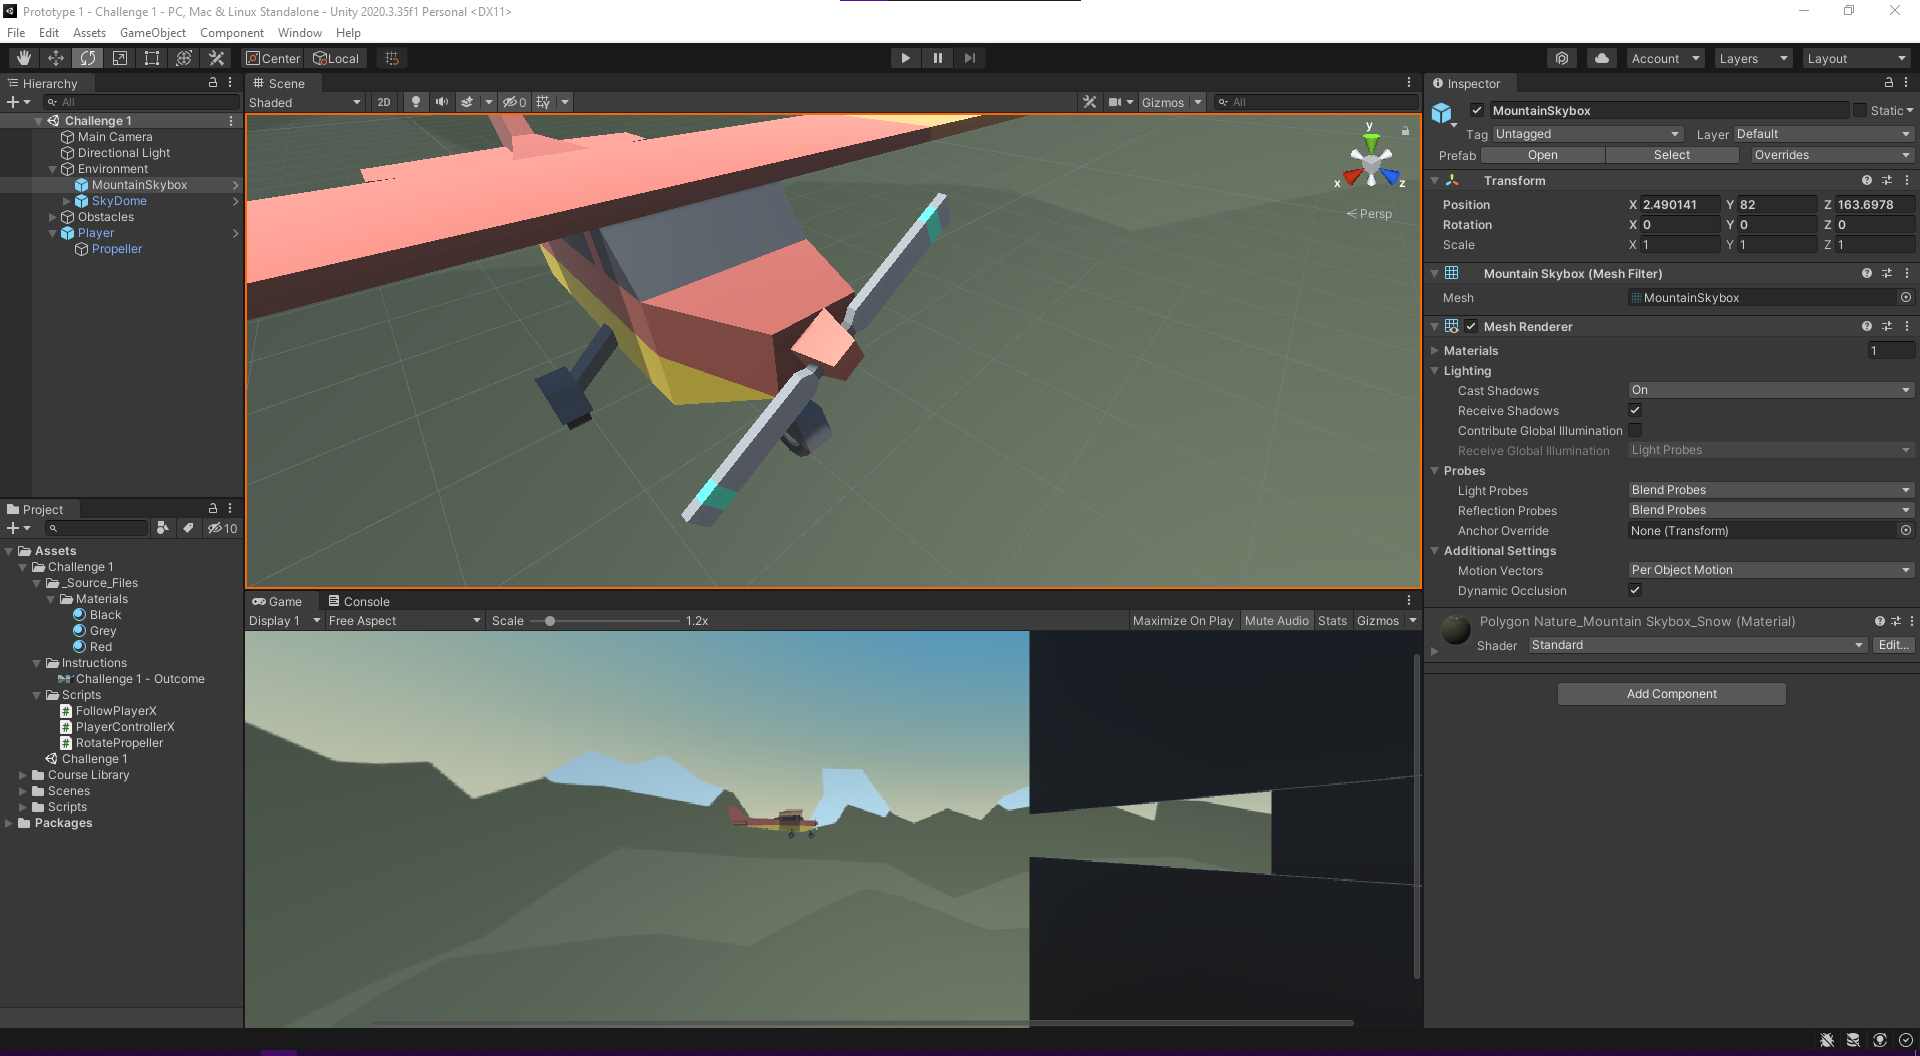 Prototype 1 - Challenge 1 - PC, Mac & Linux Standalone - Unity 2020.3.35f1 Personal <DX11>
File Edit Assets GameObject Component Window Help
Center Local Account Layers Layout
Hierarchy
All
Challenge 1
Main Camera
Directional Light
Environment
MountainSkybox
SkyDome
Obstacles
Player
Propeller
Project
10
Assets
Challenge 1
_Source_Files
Materials
Black
Grey
Red
Instructions
Challenge 1 - Outcome
Scripts
FollowPlayerX
PlayerControllerX
RotatePropeller
Challenge 1
Course Library
Scenes
Scripts
Packages
Scene
Shaded 2D 0 Gizmos All
y
x z
Persp
Game Console
Display 1 Free Aspect Scale 1.2x Maximize On Play Mute Audio Stats Gizmos
Inspector
MountainSkybox Static
Tag Untagged Layer Default
Prefab Open Select Overrides
Transform
Position X 2.490141 Y 82 Z 163.6978
Rotation X 0 Y 0 Z 0
Scale X 1 Y 1 Z 1
Mountain Skybox (Mesh Filter)
Mesh MountainSkybox
Mesh Renderer
Materials 1
Lighting
Cast Shadows On
Receive Shadows
Contribute Global Illumination
Receive Global Illumination Light Probes
Probes
Light Probes Blend Probes
Reflection Probes Blend Probes
Anchor Override None (Transform)
Additional Settings
Motion Vectors Per Object Motion
Dynamic Occlusion
Polygon Nature_Mountain Skybox_Snow (Material)
Shader Standard Edit...
Add Component